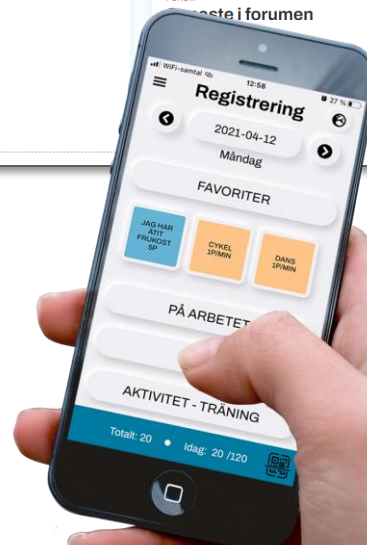 i forumen
WiFi-samtal
12:58
27 %
Registrering
2021-04-12
Måndag
FAVORITER
JAG HAR
ÄTIT
FRUKOST
5P
CYKEL
1P/MIN
DANS
1P/MIN
PÅ ARBETET
AKTIVITET - TRÄNING
Totalt: 20
Idag: 20 /120